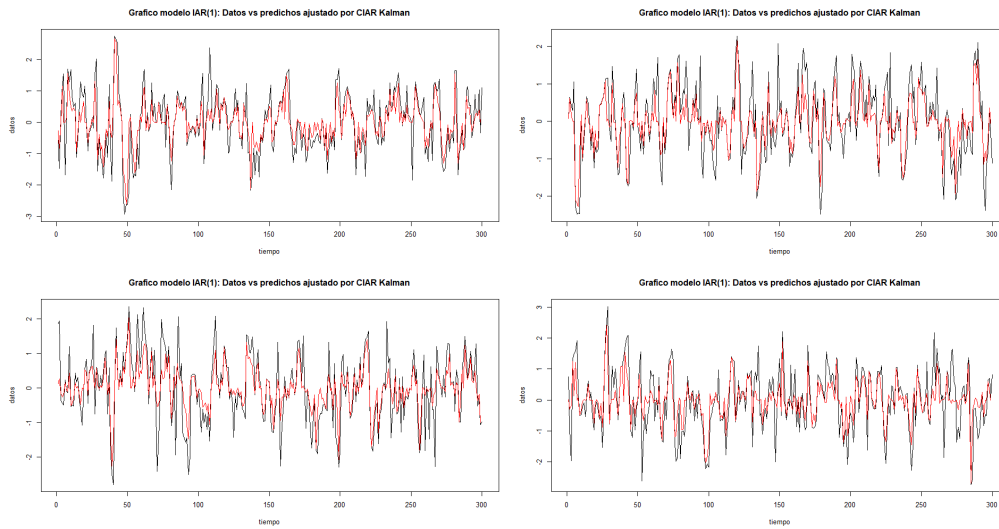 Grafico modelo IAR(1): Datos vs predichos ajustado por CIAR Kalman
datos
2
1
0
-1
-2
-3
0 50 100 150 200 250 300
tiempo
Grafico modelo IAR(1): Datos vs predichos ajustado por CIAR Kalman
datos
2
1
0
-1
-2
0 50 100 150 200 250 300
tiempo
Grafico modelo IAR(1): Datos vs predichos ajustado por CIAR Kalman
datos
2
1
0
-1
-2
0 50 100 150 200 250 300
tiempo
Grafico modelo IAR(1): Datos vs predichos ajustado por CIAR Kalman
datos
3
2
1
0
-1
-2
0 50 100 150 200 250 300
tiempo